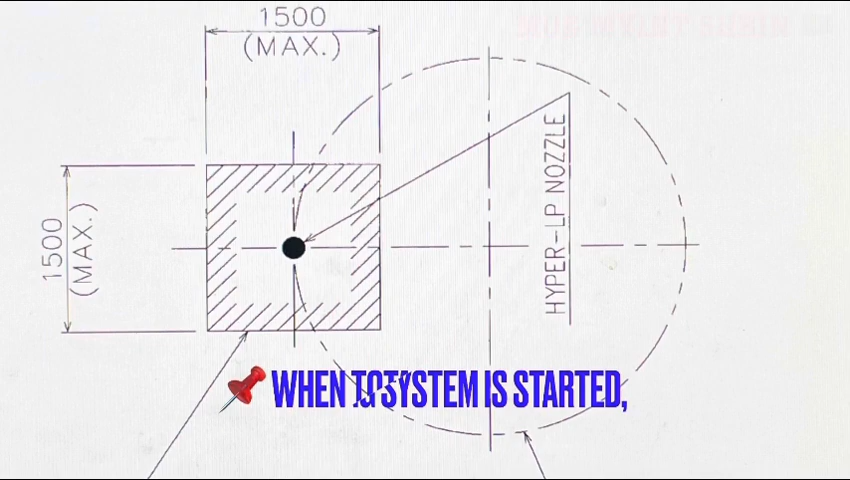 1500
(MAX.)
1500
(MAX.)
HYPER-LP NOZZLE
WHEN SYSTEM IS STARTED,